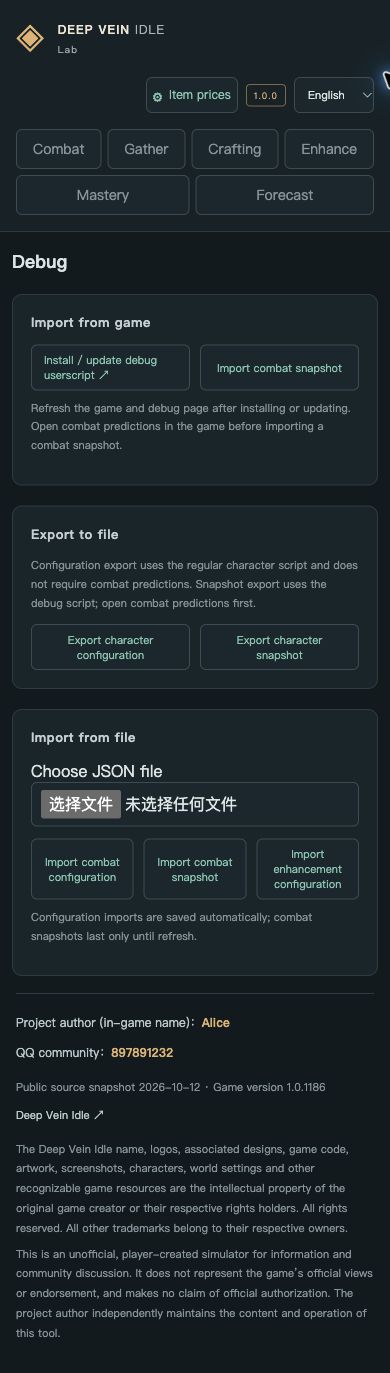 DEEP VEIN IDLE
Lab
Item prices
1.0.0
English
Combat
Gather
Crafting
Enhance
Mastery
Forecast
Debug
Import from game
Install / update debug
userscript ↗
Import combat snapshot
Refresh the game and debug page after installing or updating.
Open combat predictions in the game before importing a
combat snapshot.
Export to file
Configuration export uses the regular character script and does
not require combat predictions. Snapshot export uses the
debug script; open combat predictions first.
Export character
configuration
Export character
snapshot
Import from file
Choose JSON file
选择文件 未选择任何文件
Import combat
configuration
Import combat
snapshot
Import
enhancement
configuration
Configuration imports are saved automatically; combat
snapshots last only until refresh.
Project author (in-game name)：Alice
QQ community：897891232
Public source snapshot 2026-10-12 · Game version 1.0.1186
Deep Vein Idle ↗
The Deep Vein Idle name, logos, associated designs, game code,
artwork, screenshots, characters, world settings and other
recognizable game resources are the intellectual property of the
original game creator or their respective rights holders. All rights
reserved. All other trademarks belong to their respective owners.
This is an unofficial, player-created simulator for information and
community discussion. It does not represent the game's official views
or endorsement, and makes no claim of official authorization. The
project author independently maintains the content and operation of
this tool.